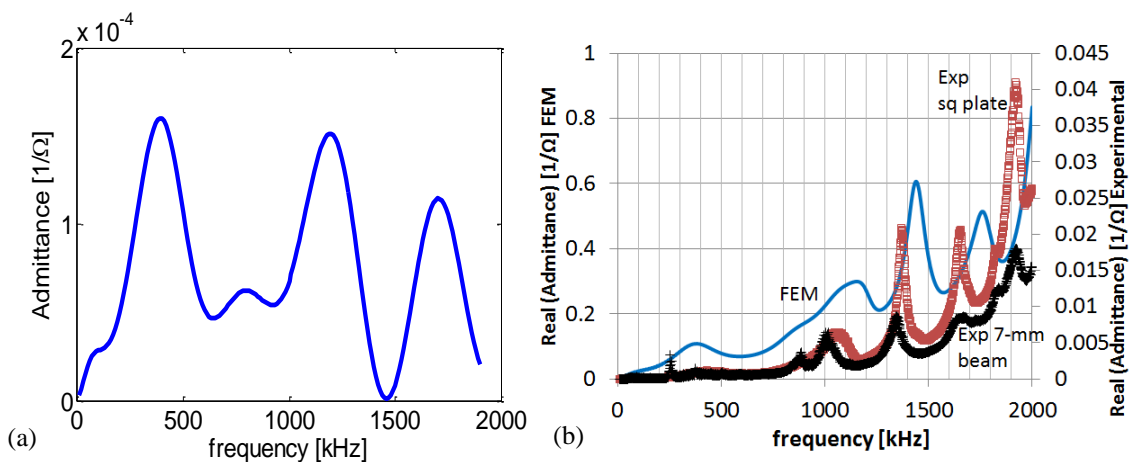 2 x 10^-4
1
0
Admittance [1/Ω]
0 500 1000 1500 2000
frequency [kHz]
(a)
1
0.8
0.6
0.4
0.2
0
Real (Admittance) [1/Ω] FEM
Exp
sq plate
FEM
Exp 7-mm
beam
0.045
0.04
0.035
0.03
0.025
0.02
0.015
0.01
0.005
0
Real (Admittance) [1/Ω] Experimental
0 500 1000 1500 2000
frequency [kHz]
(b)